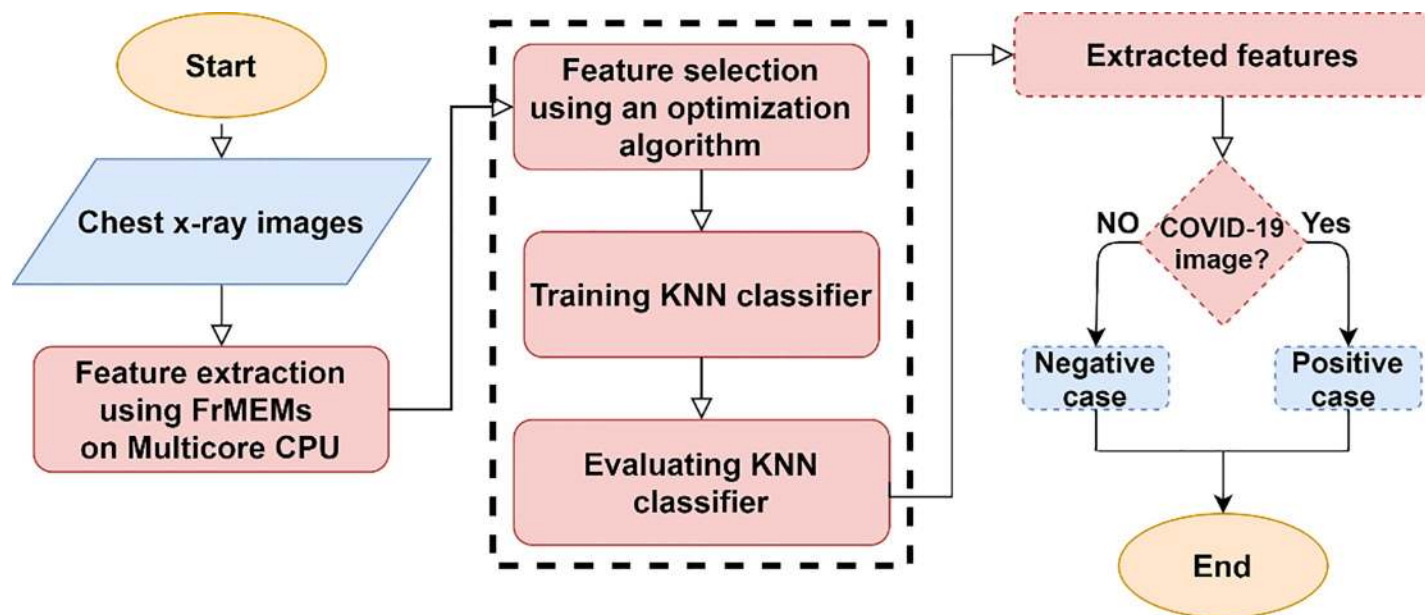 Start
Chest x-ray images
Feature extraction
using FrMEMs
on Multicore CPU
Feature selection
using an optimization
algorithm
Training KNN classifier
Evaluating KNN
classifier
Extracted features
COVID-19
image?
NO
Yes
Negative
case
Positive
case
End